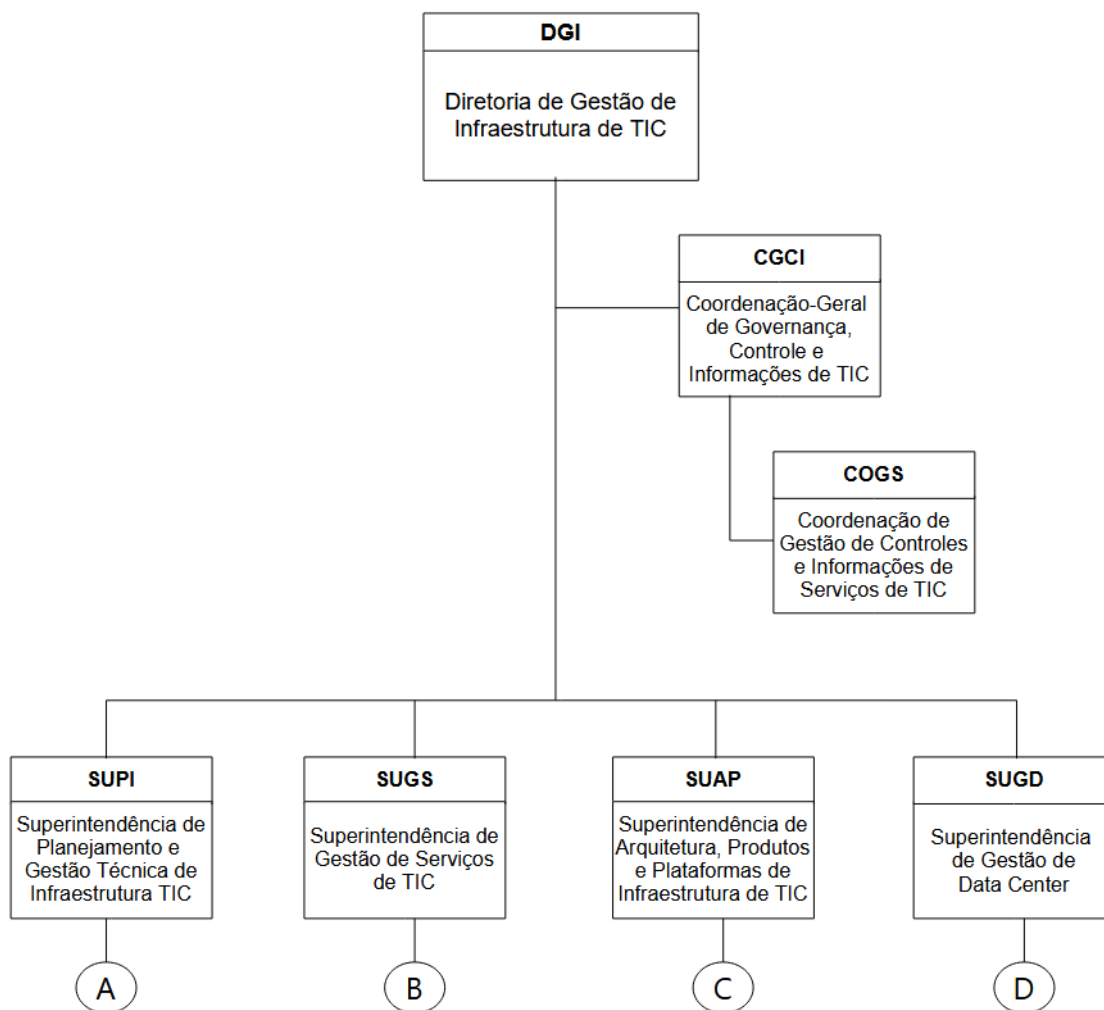 DGI
Diretoria de Gestão de
Infraestrutura de TIC
CGCI
Coordenação-Geral
de Governança,
Controle e
Informações de TIC
COGS
Coordenação de
Gestão de Controles
e Informações de
Serviços de TIC
SUPI
Superintendência de
Planejamento e
Gestão Técnica de
Infraestrutura TIC
SUGS
Superintendência de
Gestão de Serviços
de TIC
SUAP
Superintendência de
Arquitetura, Produtos
e Plataformas de
Infraestrutura de TIC
SUGD
Superintendência
de Gestão de
Data Center
A
B
C
D